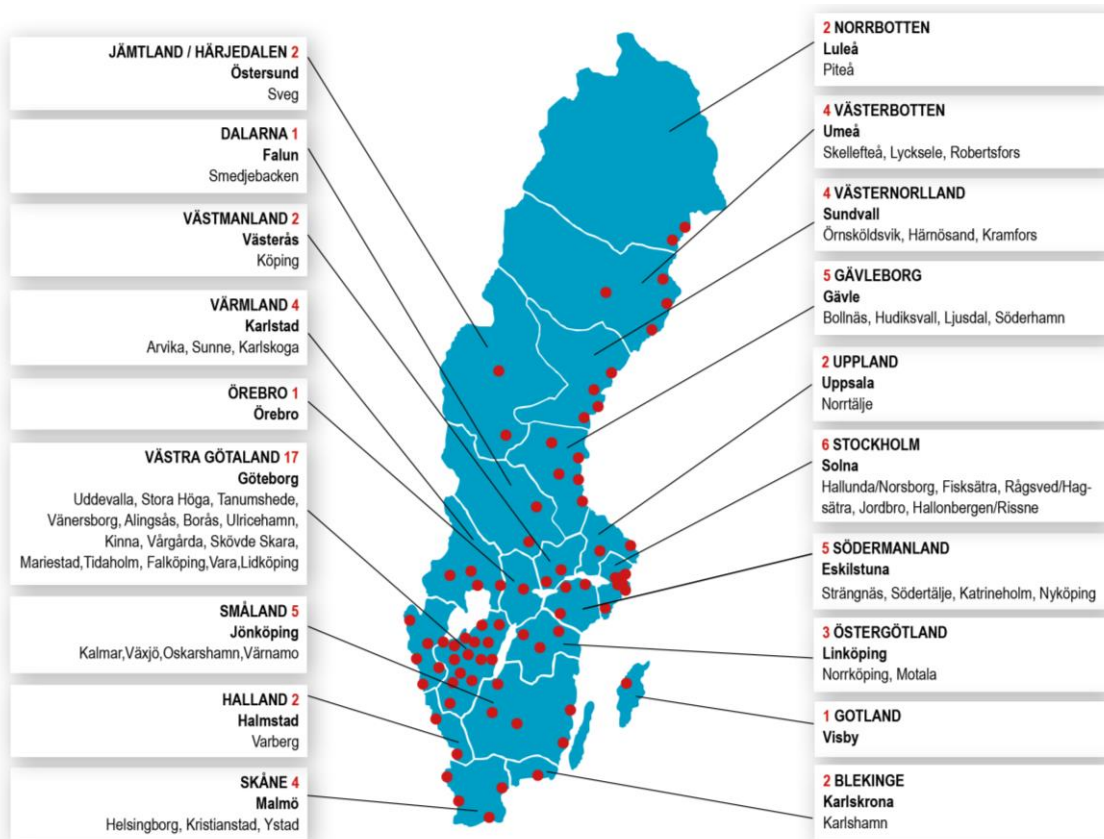 JÄMTLAND / HÄRJEDALEN 2
Östersund
Sveg
DALARNA 1
Falun
Smedjebacken
VÄSTMANLAND 2
Västerås
Köping
VÄRMLAND 4
Karlstad
Arvika, Sunne, Karlskoga
ÖREBRO 1
Örebro
VÄSTRA GÖTALAND 17
Göteborg
Uddevalla, Stora Höga, Tanumshede,
Vänersborg, Alingsås, Borås, Ulricehamn,
Kinna, Vårgårda, Skövde Skara,
Mariestad,Tidaholm, Falköping,Vara,Lidköping
SMÅLAND 5
Jönköping
Kalmar,Växjö,Oskarshamn,Värnamo
HALLAND 2
Halmstad
Varberg
SKÅNE 4
Malmö
Helsingborg, Kristianstad, Ystad
2 NORRBOTTEN
Luleå
Piteå
4 VÄSTERBOTTEN
Umeå
Skellefteå, Lycksele, Robertsfors
4 VÄSTERNORLLAND
Sundvall
Örnsköldsvik, Härnösand, Kramfors
5 GÄVLEBORG
Gävle
Bollnäs, Hudiksvall, Ljusdal, Söderhamn
2 UPPLAND
Uppsala
Norrtälje
6 STOCKHOLM
Solna
Hallunda/Norsborg, Fisksätra, Rågsved/Hag-
sätra, Jordbro, Hallonbergen/Rissne
5 SÖDERMANLAND
Eskilstuna
Strängnäs, Södertälje, Katrineholm, Nyköping
3 ÖSTERGÖTLAND
Linköping
Norrköping, Motala
1 GOTLAND
Visby
2 BLEKINGE
Karlskrona
Karlshamn